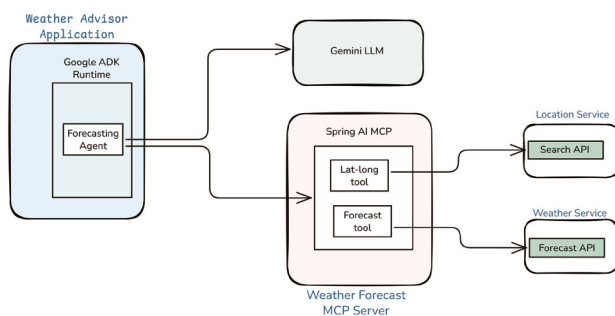 Weather Advisor
Application
Google ADK
Runtime
Forecasting
Agent
Gemini LLM
Spring AI MCP
Lat-long
tool
Forecast
tool
Weather Forecast
MCP Server
Location Service
Search API
Weather Service
Forecast API